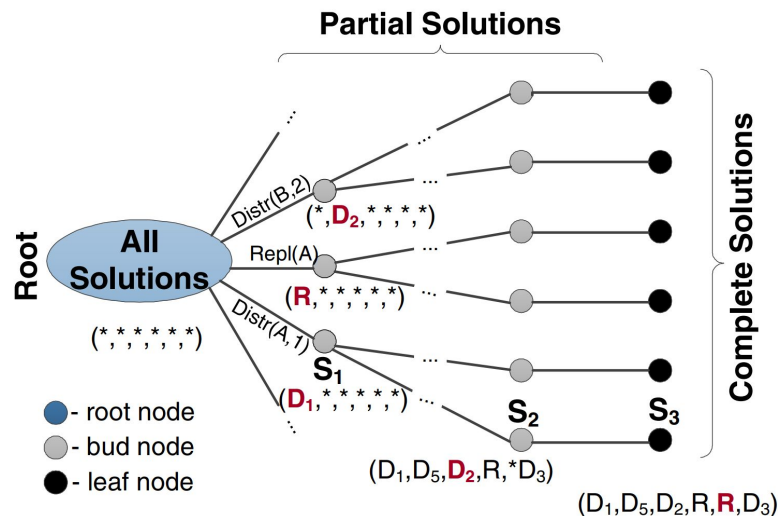 Partial Solutions
...
Distr(B,2)
...
...
(*,D₂,*,*,*,*)
Root
All
Solutions
Repl(A)
...
(R,*,*,*,*,*)
...
(*,*,*,*,*,*)
Distr(A,1)
S₁
...
(D₁,*,*,*,*,*)
...
...
- root node
- bud node
- leaf node
S₂
S₃
(D₁,D₅,D₂,R,*D₃)
(D₁,D₅,D₂,R,R,D₃)
Complete Solutions